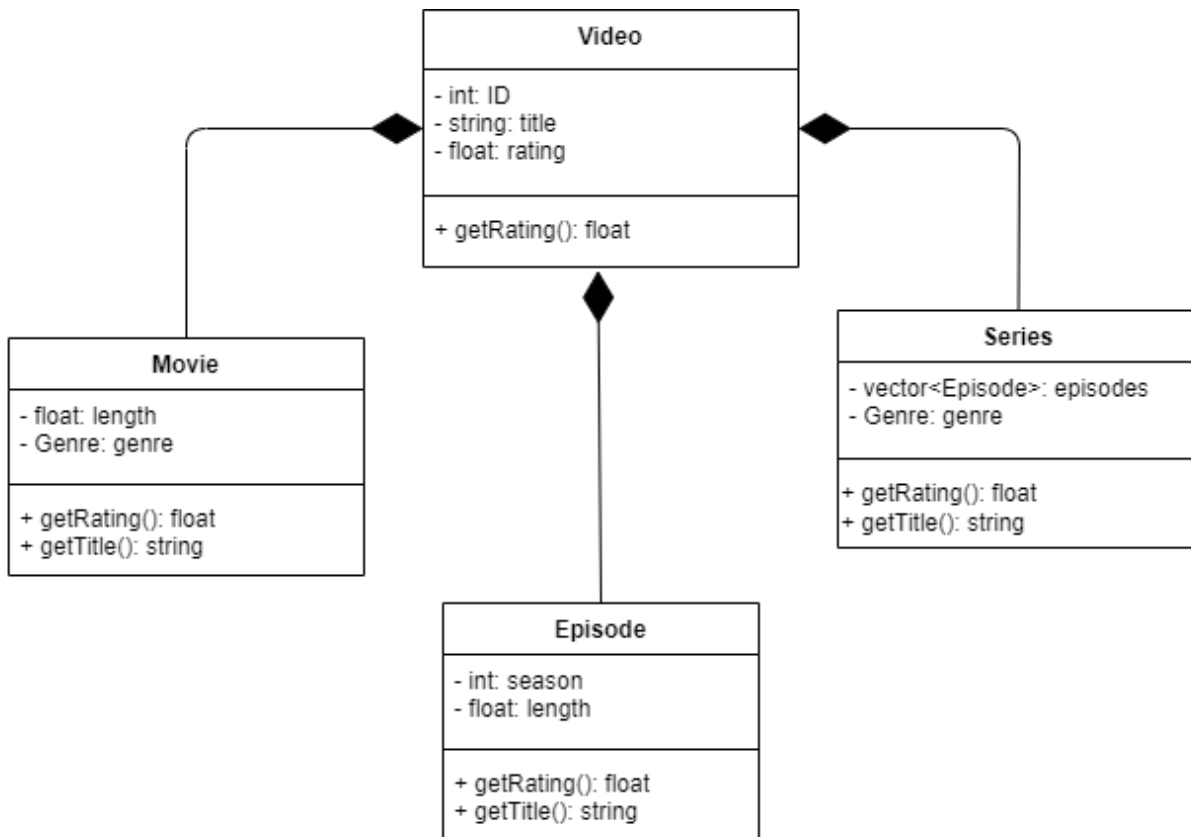 Video
- int: ID
- string: title
- float: rating
+ getRating(): float
Movie
- float: length
- Genre: genre
+ getRating(): float
+ getTitle(): string
Series
- vector<Episode>: episodes
- Genre: genre
+ getRating(): float
+ getTitle(): string
Episode
- int: season
- float: length
+ getRating(): float
+ getTitle(): string